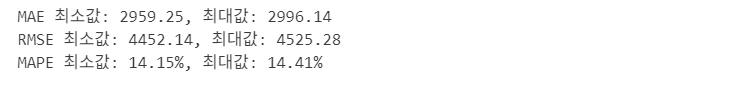 MAE 최소값: 2959.25, 최대값: 2996.14
RMSE 최소값: 4452.14, 최대값: 4525.28
MAPE 최소값: 14.15%, 최대값: 14.41%